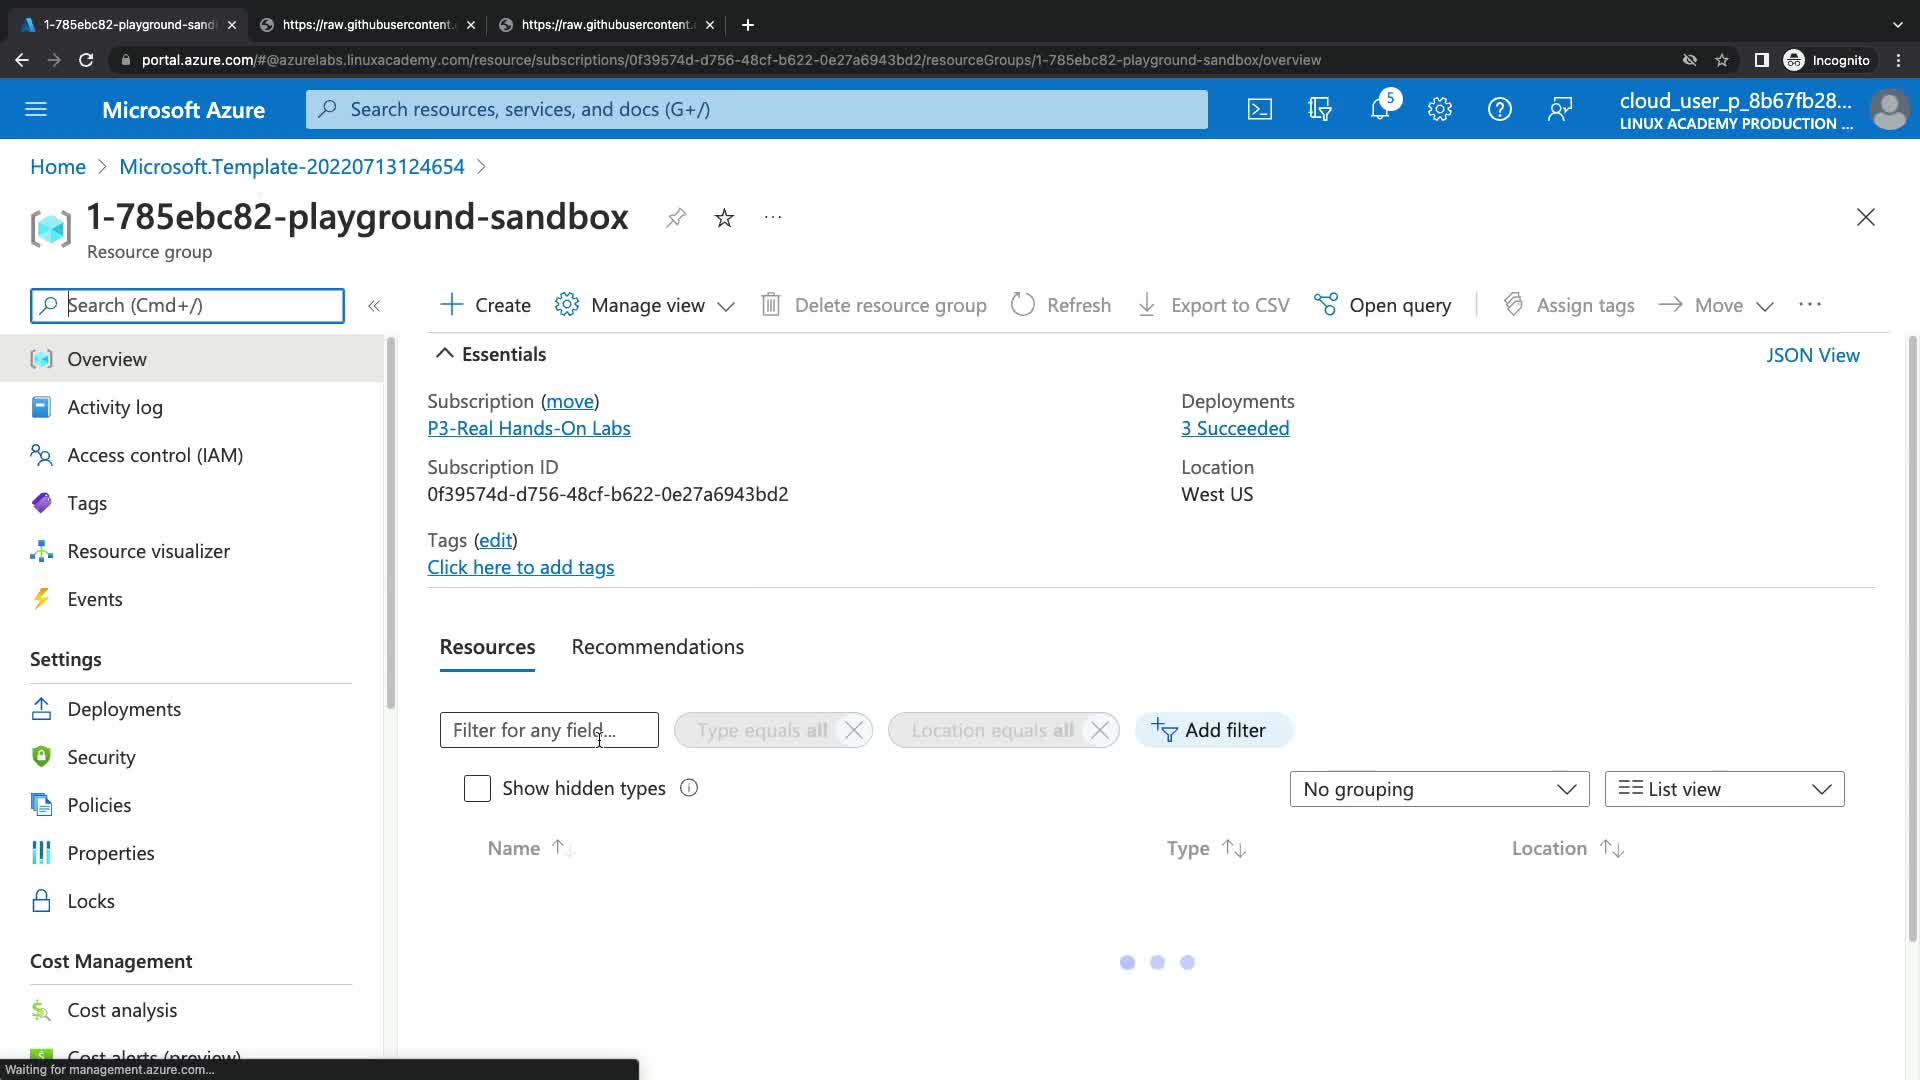 1-785ebc82-playground-sand
https://raw.githubusercontent.
https://raw.githubusercontent.
portal.azure.com/#@azurelabs.linuxacademy.com/resource/subscriptions/0f39574d-d756-48cf-b622-0e27a6943bd2/resourceGroups/1-785ebc82-playground-sandbox/overview
Incognito
Microsoft Azure
Search resources, services, and docs (G+/)
5
cloud_user_p_8b67fb28...
LINUX ACADEMY PRODUCTION ...
Home > Microsoft.Template-20220713124654 >
1-785ebc82-playground-sandbox
Resource group
Search (Cmd+/)
Create
Manage view
Delete resource group
Refresh
Export to CSV
Open query
Assign tags
Move
Overview
Activity log
Access control (IAM)
Tags
Resource visualizer
Events
Settings
Deployments
Security
Policies
Properties
Locks
Cost Management
Cost analysis
Cost alerts (preview)
Essentials
JSON View
Subscription (move)
P3-Real Hands-On Labs
Subscription ID
0f39574d-d756-48cf-b622-0e27a6943bd2
Tags (edit)
Click here to add tags
Deployments
3 Succeeded
Location
West US
Resources
Recommendations
Filter for any field...
Type equals all
Location equals all
Add filter
Show hidden types
No grouping
List view
Name
Type
Location
Waiting for management.azure.com...